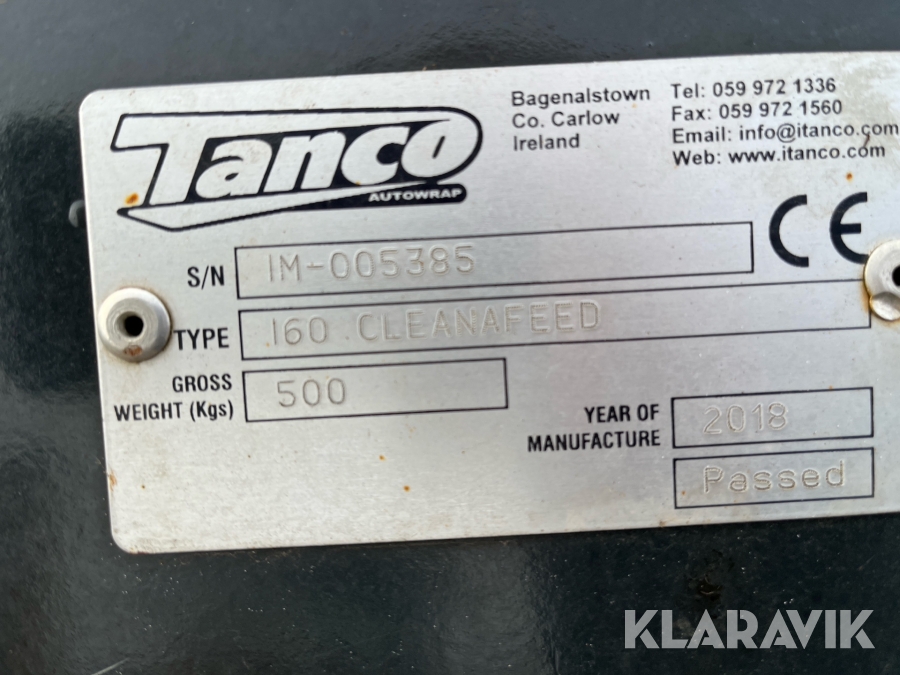 Tanco
AUTOWRAP
Bagenalstown
Co. Carlow
Ireland
Tel: 059 972 1336
Fax: 059 972 1560
Email: info@itanco.com
Web: www.itanco.com
CE
S/N IM-005385
TYPE I60 CLEANAFEED
GROSS
WEIGHT (Kgs) 500
YEAR OF
MANUFACTURE 2018
Passed
KLARAVIK